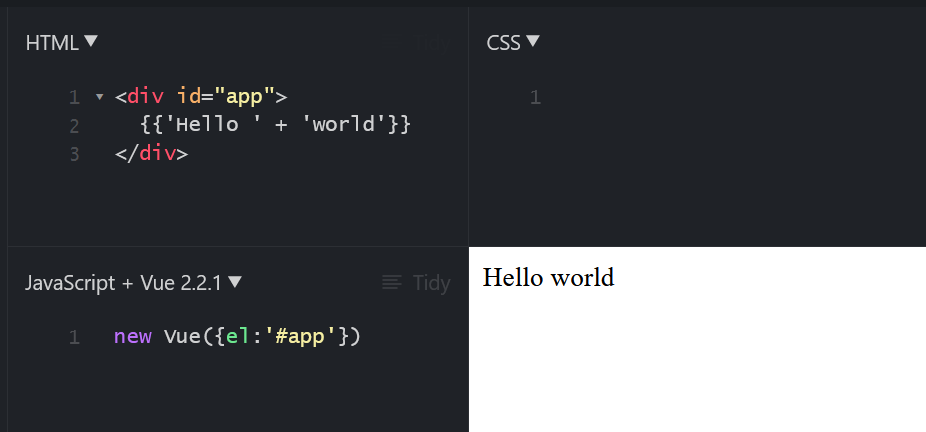 HTML ▼
1 ▾ <div id="app">
2 {{'Hello ' + 'world'}}
3 </div>
CSS ▼
1
JavaScript + Vue 2.2.1 ▼ Tidy
1 new Vue({el:'#app'})
Hello world